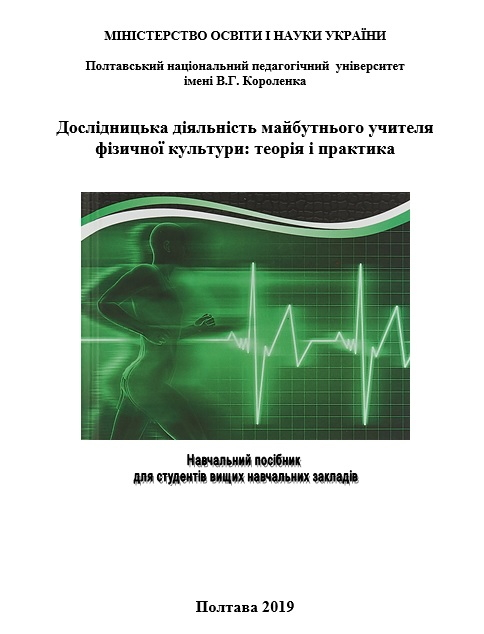 МІНІСТЕРСТВО ОСВІТИ І НАУКИ УКРАЇНИ
Полтавський національний педагогічний університет
імені В.Г. Короленка
Дослідницька діяльність майбутнього учителя
фізичної культури: теорія і практика
Навчальний посібник
для студентів вищих навчальних закладів
Полтава 2019